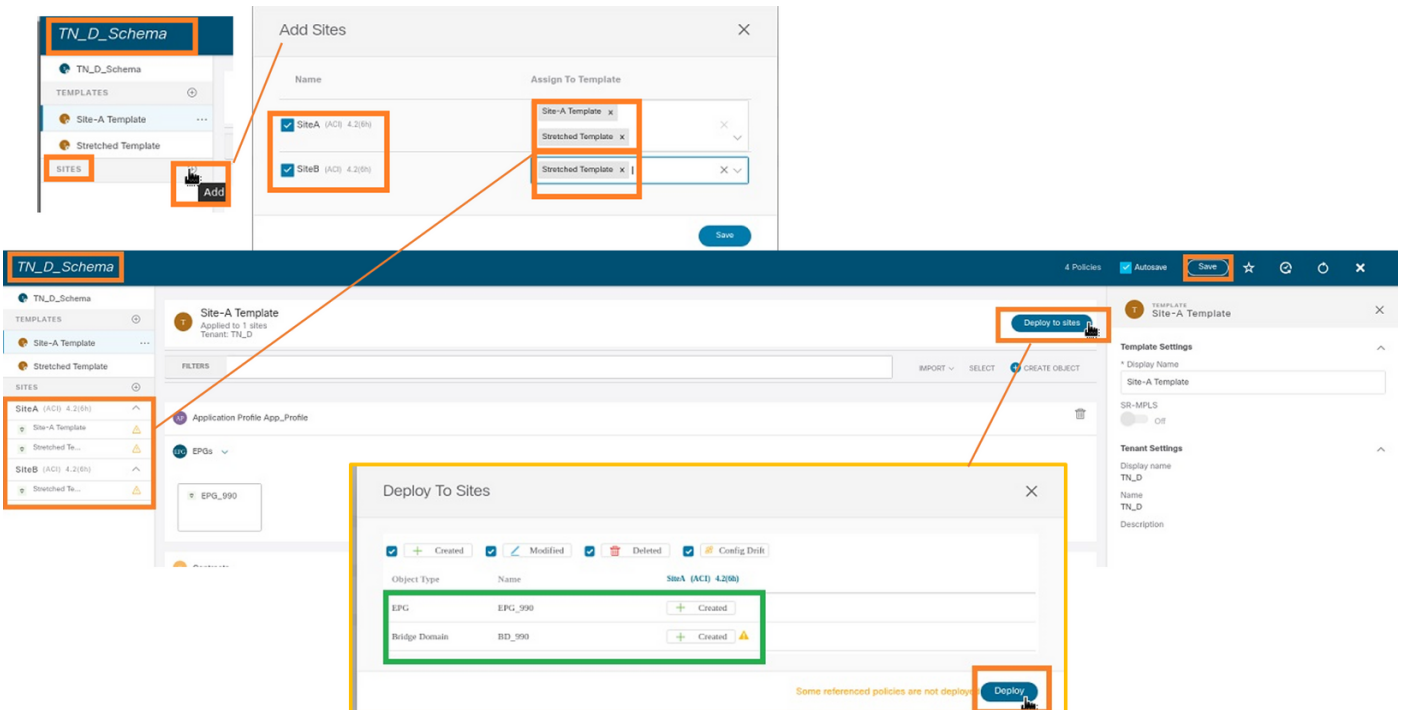 TN_D_Schema
TN_D_Schema
TEMPLATES
Site-A Template ...
Stretched Template
SITES
Add
Add Sites
Name Assign To Template
SiteA (ACI) 4.2(6h) Site-A Template x
Stretched Template x
SiteB (ACI) 4.2(6h) Stretched Template x
Save
TN_D_Schema 4 Policies Autosave Save
TN_D_Schema
TEMPLATES
Site-A Template ...
Stretched Template
SITES
SiteA (ACI) 4.2(6h)
Site-A Template
Stretched Te...
SiteB (ACI) 4.2(6h)
Stretched Te...
T
Site-A Template
Applied to 1 sites
Tenant: TN_D
Deploy to sites
FILTERS IMPORT SELECT CREATE OBJECT
AP Application Profile App_Profile
EPG EPGs
EPG_990
T
TEMPLATE
Site-A Template
Template Settings
* Display Name
Site-A Template
SR-MPLS
Off
Tenant Settings
Display name
TN_D
Name
TN_D
Description
Deploy To Sites
Created Modified Deleted Config Drift
Object Type Name SiteA (ACI) 4.2(6h)
EPG EPG_990 Created
Bridge Domain BD_990 Created
Some referenced policies are not deploye
Deploy